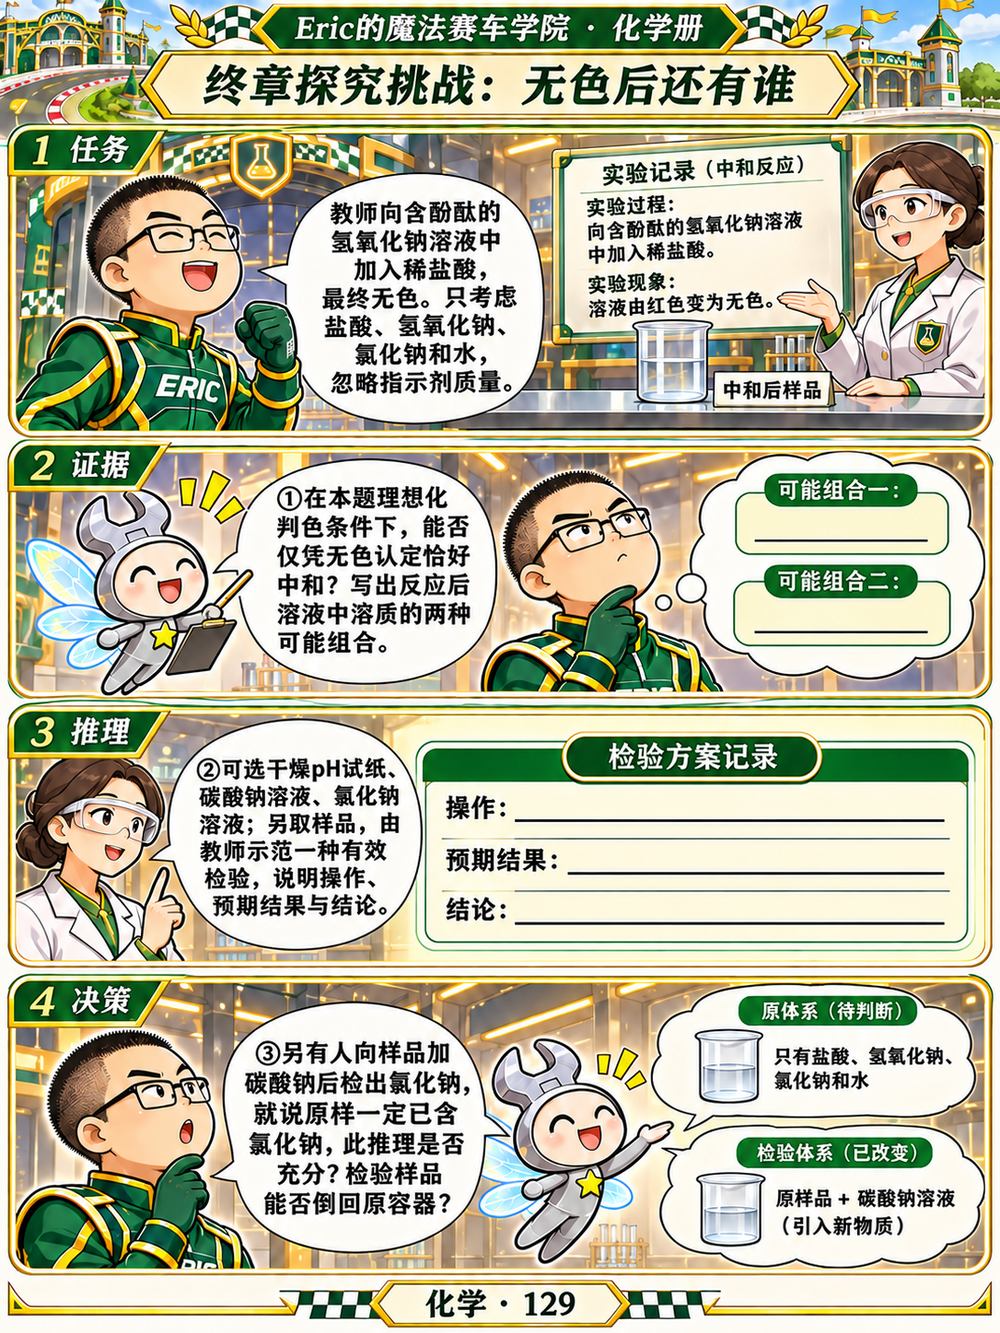 Eric的魔法赛车学院 · 化学册
终章探究挑战：无色后还有谁
1 任务
教师向含酚酞的
氢氧化钠溶液中
加入稀盐酸，
最终无色。只考虑
盐酸、氢氧化钠、
氯化钠和水，
忽略指示剂质量。
ERIC
实验记录（中和反应）
实验过程：
向含酚酞的氢氧化钠溶液
中加入稀盐酸。
实验现象：
溶液由红色变为无色。
中和后样品
2 证据
①在本题理想化
判色条件下，能否
仅凭无色认定恰好
中和？写出反应后
溶液中溶质的两种
可能组合。
ERIC
可能组合一：
可能组合二：
3 推理
②可选干燥pH试纸、
碳酸钠溶液、氯化钠
溶液；另取样品，由
教师示范一种有效
检验，说明操作、
预期结果与结论。
检验方案记录
操作：
预期结果：
结论：
4 决策
③另有人向样品加
碳酸钠后检出氯化钠，
就说原样一定已含
氯化钠，此推理是否
充分？检验样品
能否倒回原容器？
原体系（待判断）
只有盐酸、氢氧化钠、
氯化钠和水
检验体系（已改变）
原样品 + 碳酸钠溶液
（引入新物质）
化学 · 129